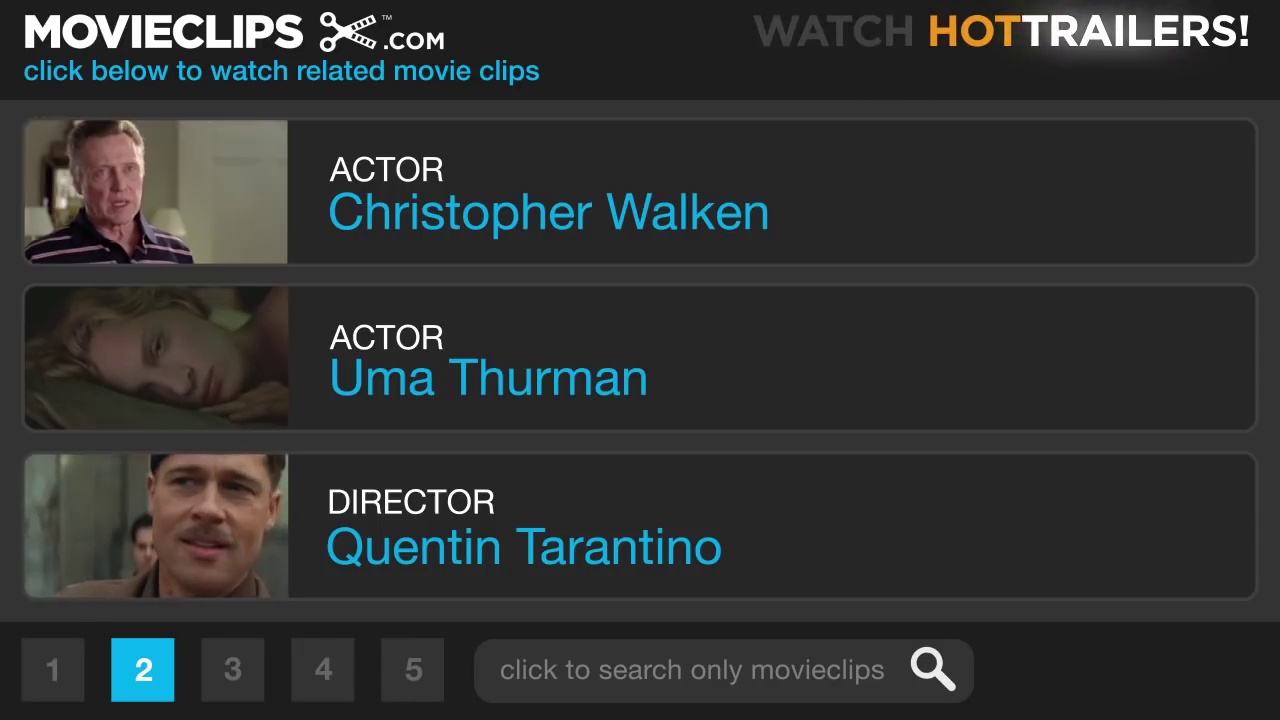 MOVIECLIPS™.COM
WATCH HOTTRAILERS!
click below to watch related movie clips
ACTOR
Christopher Walken
ACTOR
Uma Thurman
DIRECTOR
Quentin Tarantino
1 2 3 4 5 click to search only movieclips